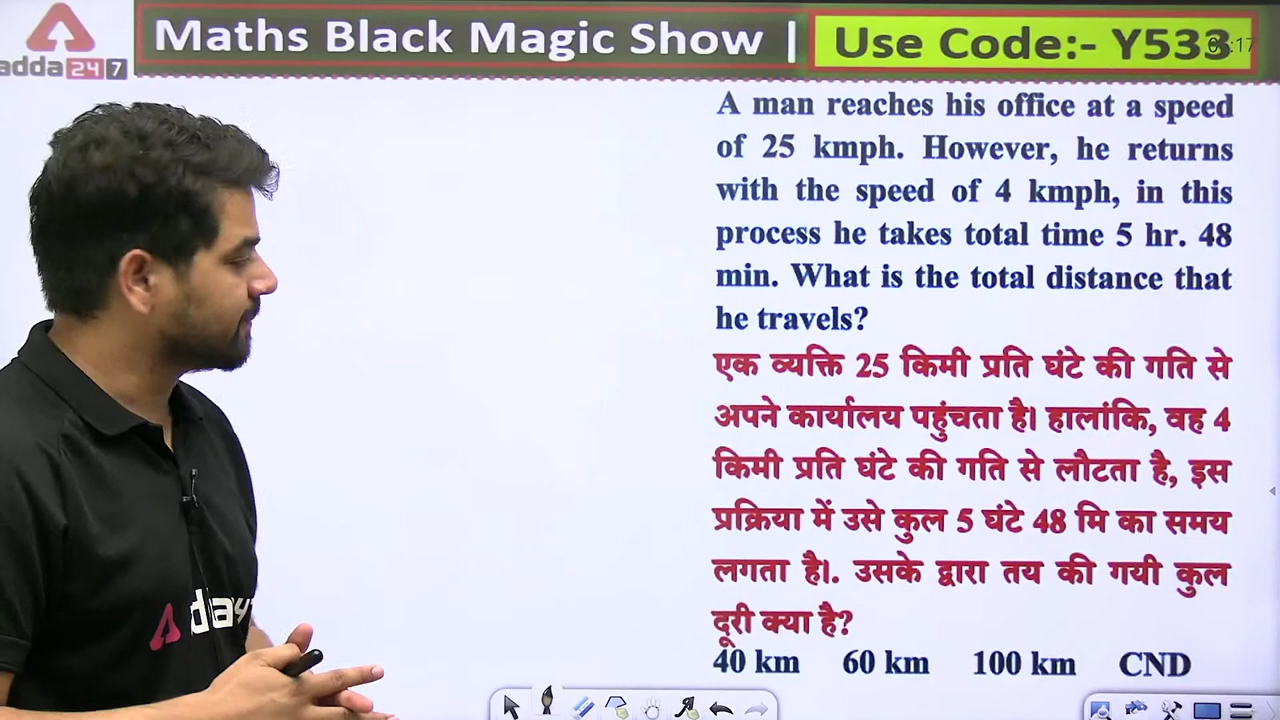 Maths Black Magic Show |
Use Code:- Y533
adda247
A man reaches his office at a speed
of 25 kmph. However, he returns
with the speed of 4 kmph, in this
process he takes total time 5 hr. 48
min. What is the total distance that
he travels?
एक व्यक्ति 25 किमी प्रति घंटे की गति से
अपने कार्यालय पहुंचता है। हालांकि, वह 4
किमी प्रति घंटे की गति से लौटता है, इस
प्रक्रिया में उसे कुल 5 घंटे 48 मि का समय
लगता है।. उसके द्वारा तय की गयी कुल
दूरी क्या है?
40 km 60 km 100 km CND